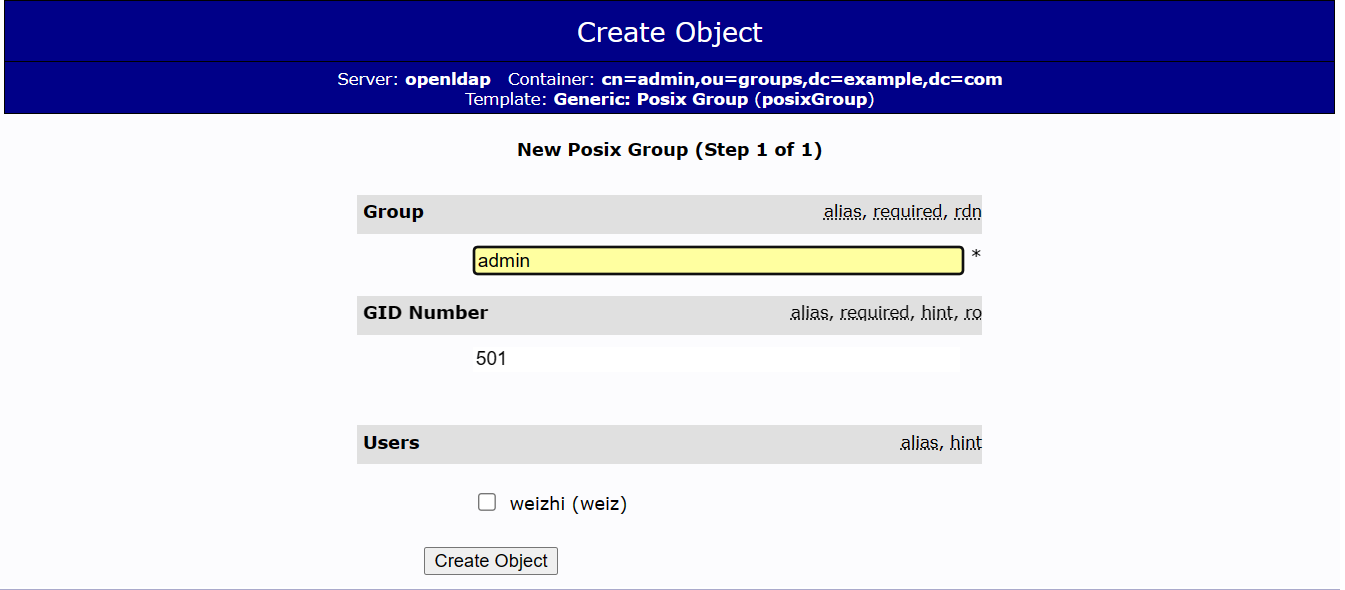 Create Object
Server: openldap Container: cn=admin,ou=groups,dc=example,dc=com
Template: Generic: Posix Group (posixGroup)
New Posix Group (Step 1 of 1)
Group alias, required, rdn
admin *
GID Number alias, required, hint, ro
501
Users alias, hint
weizhi (weiz)
Create Object